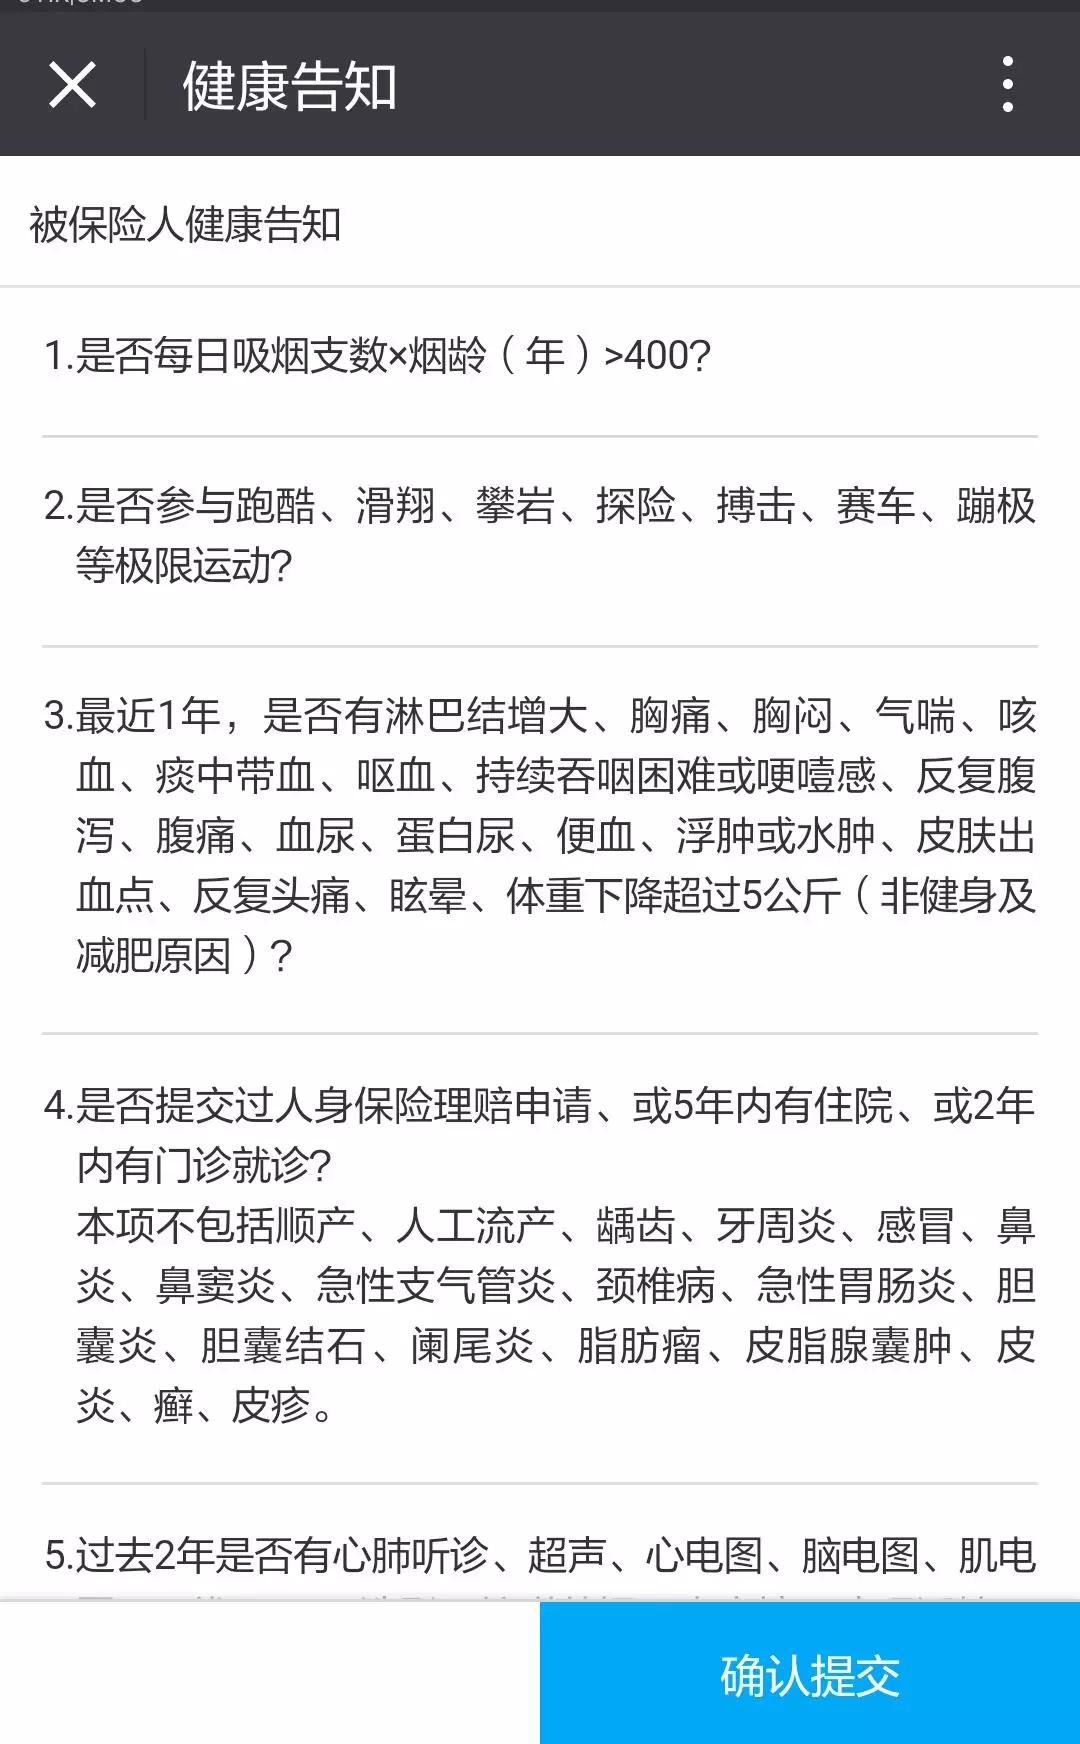 健康告知
被保险人健康告知
1.是否每日吸烟支数×烟龄（年）>400?
2.是否参与跑酷、滑翔、攀岩、探险、搏击、赛车、蹦极
等极限运动?
3.最近1年，是否有淋巴结增大、胸痛、胸闷、气喘、咳
血、痰中带血、呕血、持续吞咽困难或哽噎感、反复腹
泻、腹痛、血尿、蛋白尿、便血、浮肿或水肿、皮肤出
血点、反复头痛、眩晕、体重下降超过5公斤（非健身及
减肥原因）?
4.是否提交过人身保险理赔申请、或5年内有住院、或2年
内有门诊就诊?
本项不包括顺产、人工流产、龋齿、牙周炎、感冒、鼻
炎、鼻窦炎、急性支气管炎、颈椎病、急性胃肠炎、胆
囊炎、胆囊结石、阑尾炎、脂肪瘤、皮脂腺囊肿、皮
炎、癣、皮疹。
5.过去2年是否有心肺听诊、超声、心电图、脑电图、肌电
确认提交